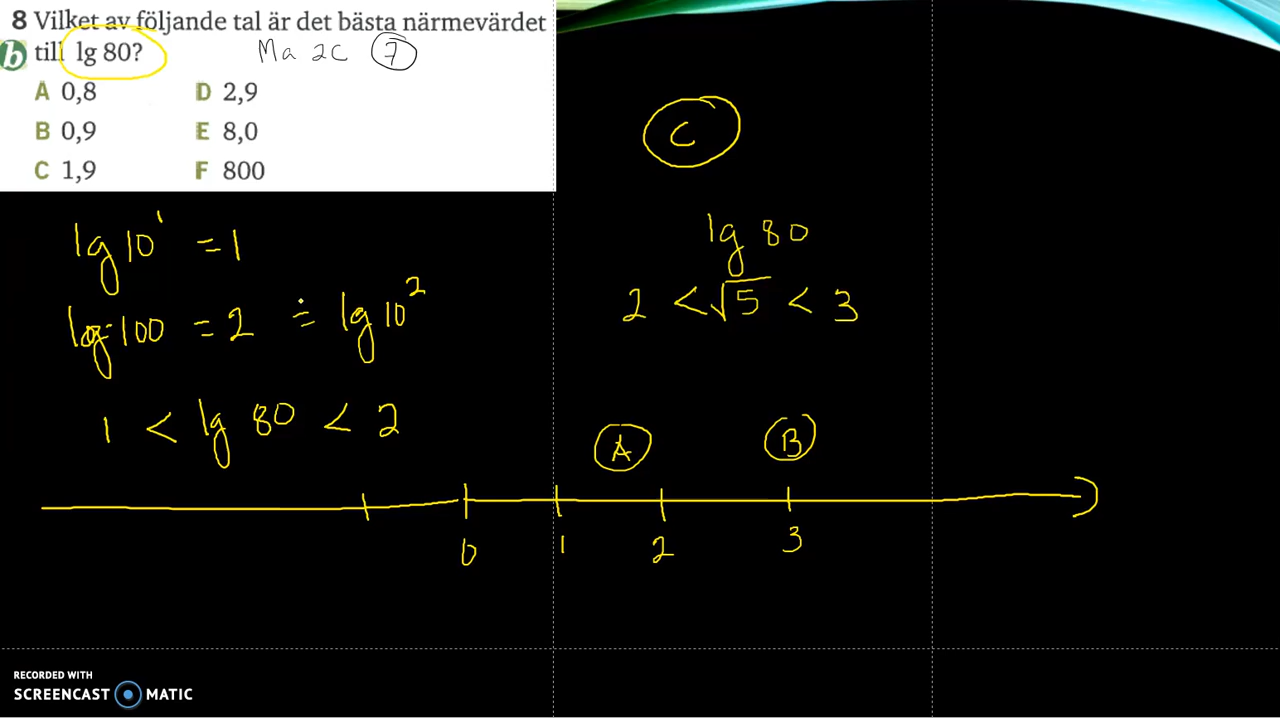 8 Vilket av följande tal är det bästa närmevärdet
b till lg 80?
Ma 2C 7
A 0,8 D 2,9
B 0,9 E 8,0
C 1,9 F 800
C
lg 10¹ = 1
lg 100 = 2 = lg 10²
1 < lg 80 < 2
lg 80
2 < √5 < 3
A B
0 1 2 3
RECORDED WITH
SCREENCAST MATIC